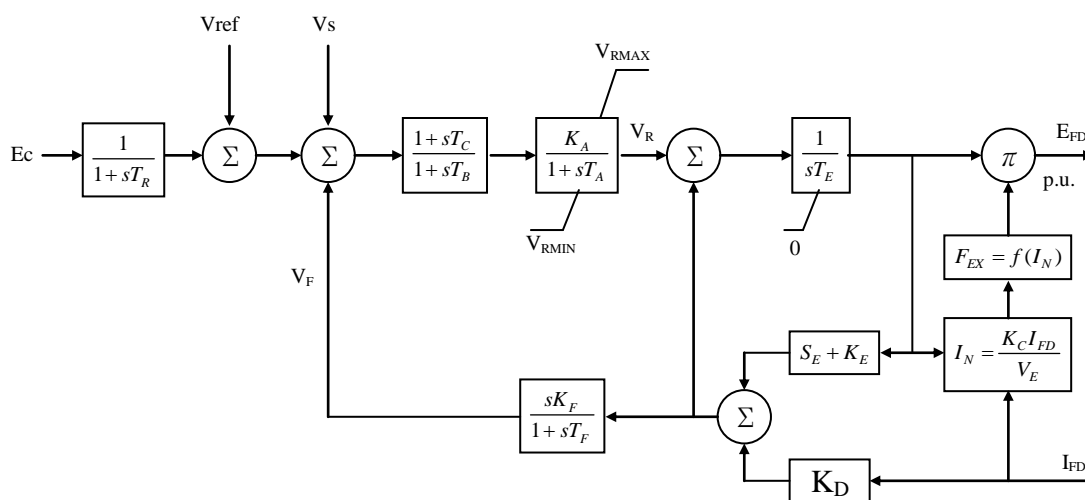 Vref
Vs
V_RMAX
Ec
1 / (1 + sT_R)
Σ
Σ
(1 + sT_C) / (1 + sT_B)
K_A / (1 + sT_A)
V_R
Σ
1 / (sT_E)
π
E_FD
p.u.
V_RMIN
0
V_F
F_EX = f(I_N)
S_E + K_E
I_N = K_C I_FD / V_E
sK_F / (1 + sT_F)
Σ
K_D
I_FD